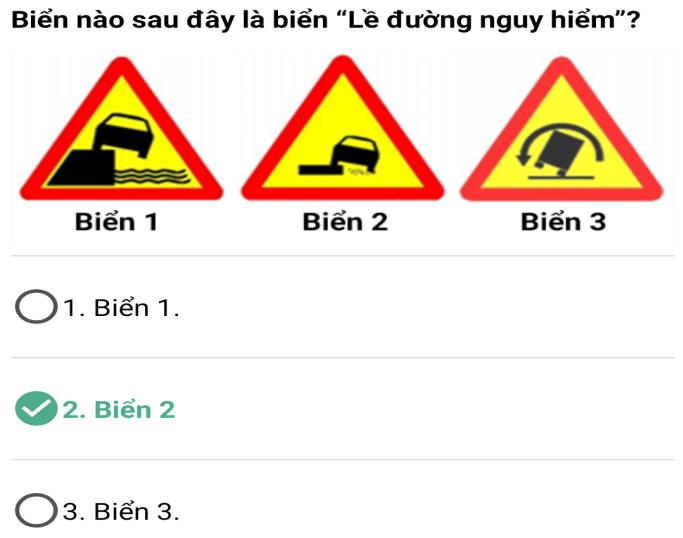 Biển nào sau đây là biển “Lề đường nguy hiểm”?
Biển 1 Biển 2 Biển 3
1. Biển 1.
2. Biển 2
3. Biển 3.